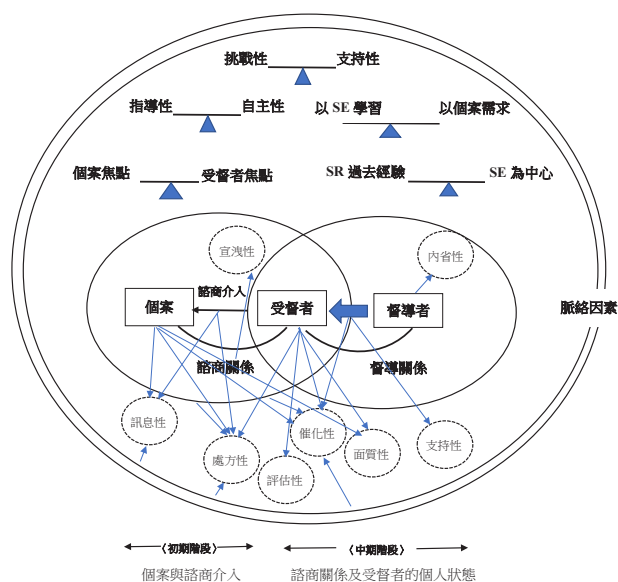 挑戰性 支持性
指導性 自主性 以 SE 學習 以個案需求
個案焦點 受督者焦點 SR 過去經驗 SE 為中心
宣洩性 內省性
諮商介入
個案 受督者 督導者 脈絡因素
諮商關係 督導關係
訊息性 催化性 支持性
處方性 面質性
評估性
〈初期階段〉 〈中期階段〉
個案與諮商介入 諮商關係及受督者的個人狀態